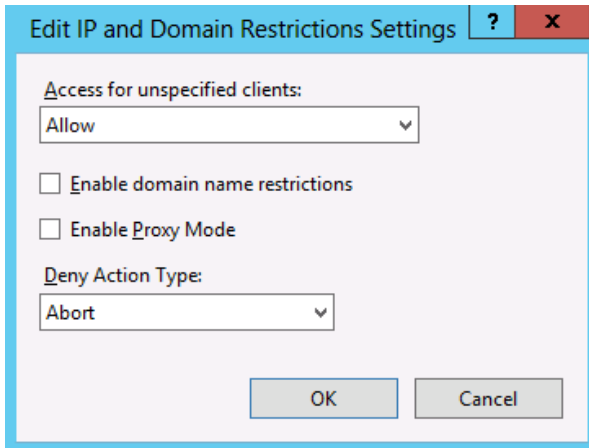 Edit IP and Domain Restrictions Settings ? x
Access for unspecified clients:
Allow
Enable domain name restrictions
Enable Proxy Mode
Deny Action Type:
Abort
OK Cancel